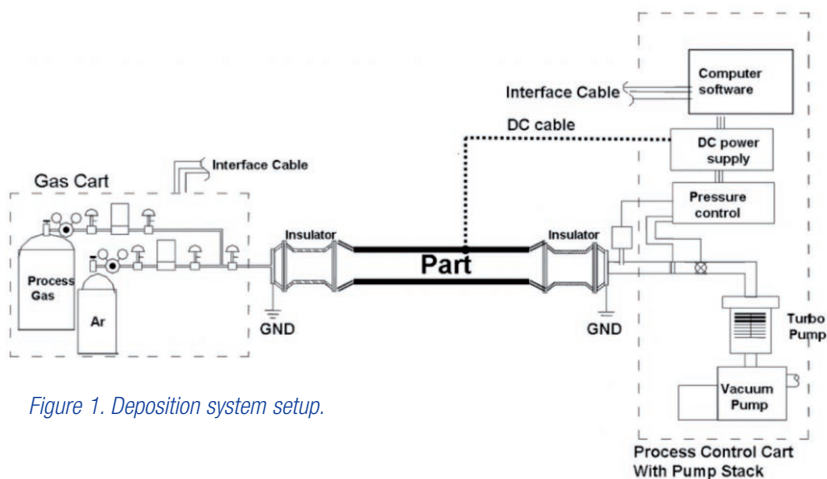 Computer
software
Interface Cable
DC cable
DC power
supply
Interface Cable
Gas Cart
Pressure
control
Insulator
Insulator
Part
Process
Gas
Ar
GND
GND
Turbo
Pump
Vacuum
Pump
Figure 1. Deposition system setup.
Process Control Cart
With Pump Stack